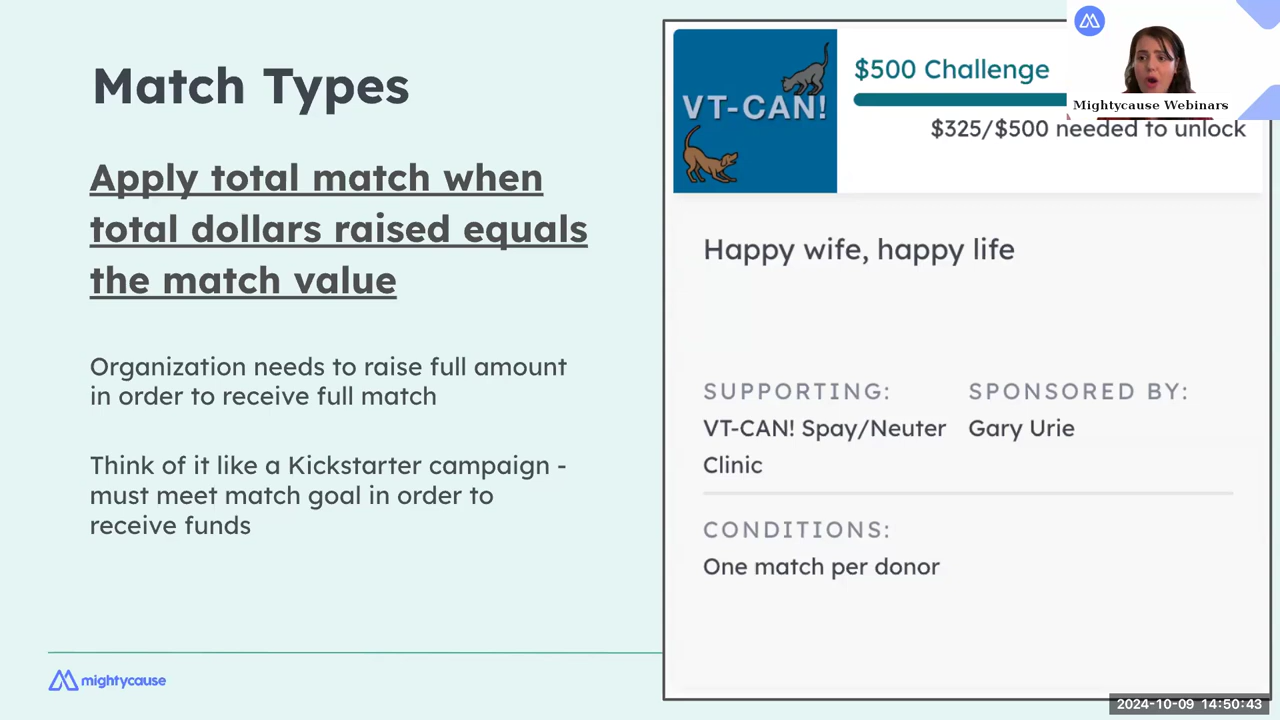 Match Types
Apply total match when
total dollars raised equals
the match value
Organization needs to raise full amount
in order to receive full match
Think of it like a Kickstarter campaign -
must meet match goal in order to
receive funds
mightycause
VT-CAN!
$500 Challenge
$325/$500 needed to unlock
Happy wife, happy life
SUPPORTING:
VT-CAN! Spay/Neuter
Clinic
SPONSORED BY:
Gary Urie
CONDITIONS:
One match per donor
Mightycause Webinars
2024-10-09 14:50:43